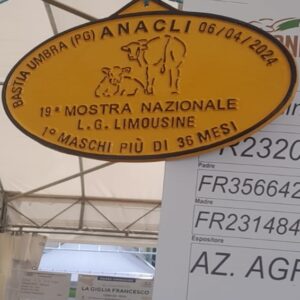 BASTIA UMBRA (PG) ANACLI 06/04/2024
19ª MOSTRA NAZIONALE
L.G. LIMOUSINE
1º MASCHI PIÙ DI 36 MESI
FR2320
Padre
FR356642
Madre
FR231484
Espositore
AZ. AGR
LA GIGLIA FRANCESCO